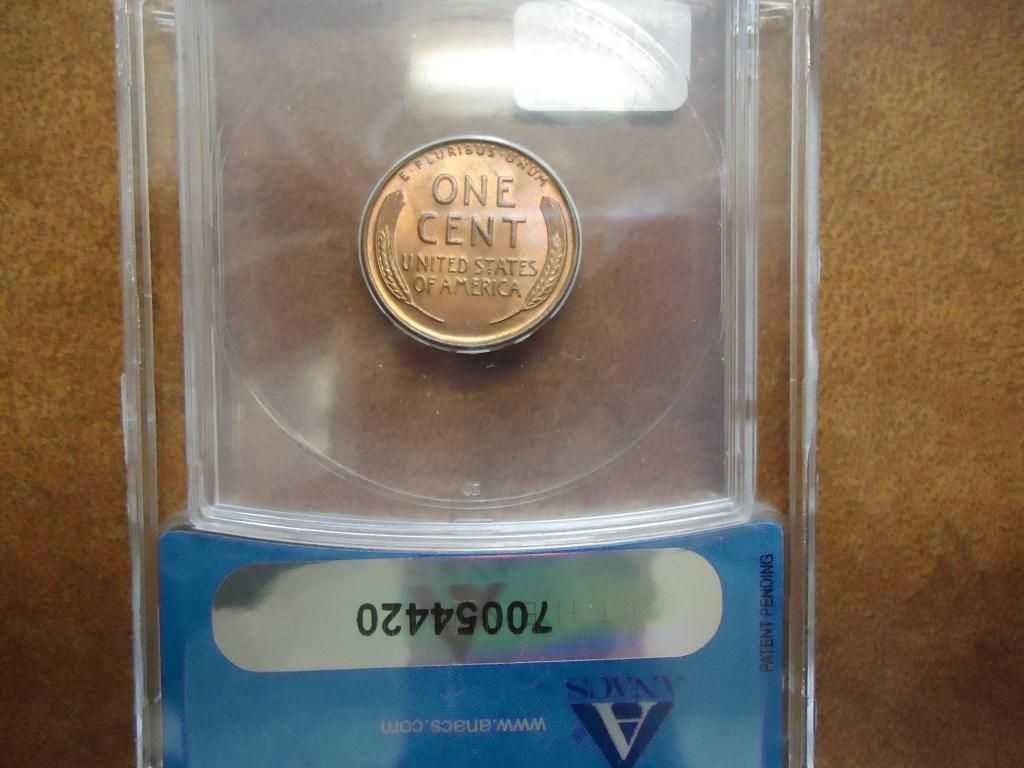 E·PLURIBUS·UNUM
ONE
CENT
UNITED STATES
OF AMERICA
70054420
PATENT PENDING
ANACS
www.anacs.com